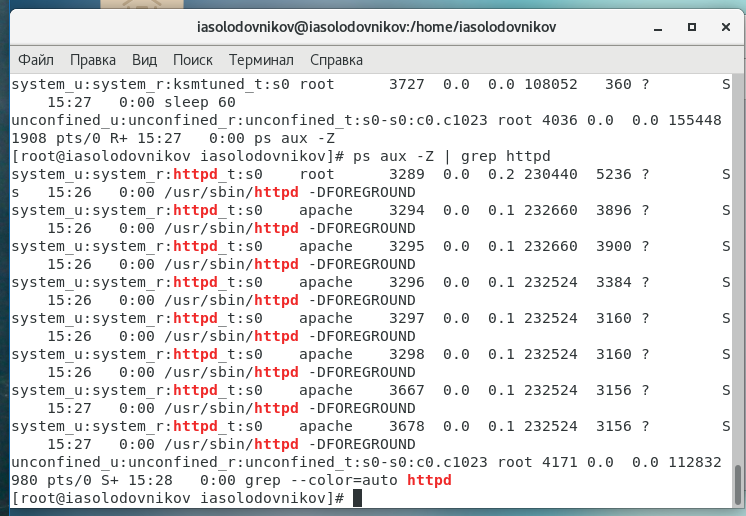 iasolodovnikov@iasolodovnikov:/home/iasolodovnikov
Файл Правка Вид Поиск Терминал Справка
system_u:system_r:ksmtuned_t:s0 root      3727  0.0  0.0 108052   360 ?        S
    15:27   0:00 sleep 60
unconfined_u:unconfined_r:unconfined_t:s0-s0:c0.c1023 root 4036 0.0  0.0 155448
1908 pts/0 R+ 15:27   0:00 ps aux -Z
[root@iasolodovnikov iasolodovnikov]# ps aux -Z | grep httpd
system_u:system_r:httpd_t:s0    root      3289  0.0  0.2 230440  5236 ?        S
s   15:26   0:00 /usr/sbin/httpd -DFOREGROUND
system_u:system_r:httpd_t:s0    apache    3294  0.0  0.1 232660  3896 ?        S
    15:26   0:00 /usr/sbin/httpd -DFOREGROUND
system_u:system_r:httpd_t:s0    apache    3295  0.0  0.1 232660  3900 ?        S
    15:26   0:00 /usr/sbin/httpd -DFOREGROUND
system_u:system_r:httpd_t:s0    apache    3296  0.0  0.1 232524  3384 ?        S
    15:26   0:00 /usr/sbin/httpd -DFOREGROUND
system_u:system_r:httpd_t:s0    apache    3297  0.0  0.1 232524  3160 ?        S
    15:26   0:00 /usr/sbin/httpd -DFOREGROUND
system_u:system_r:httpd_t:s0    apache    3298  0.0  0.1 232524  3160 ?        S
    15:26   0:00 /usr/sbin/httpd -DFOREGROUND
system_u:system_r:httpd_t:s0    apache    3667  0.0  0.1 232524  3156 ?        S
    15:27   0:00 /usr/sbin/httpd -DFOREGROUND
system_u:system_r:httpd_t:s0    apache    3678  0.0  0.1 232524  3156 ?        S
    15:27   0:00 /usr/sbin/httpd -DFOREGROUND
unconfined_u:unconfined_r:unconfined_t:s0-s0:c0.c1023 root 4171 0.0  0.0 112832
980 pts/0 S+ 15:28   0:00 grep --color=auto httpd
[root@iasolodovnikov iasolodovnikov]#